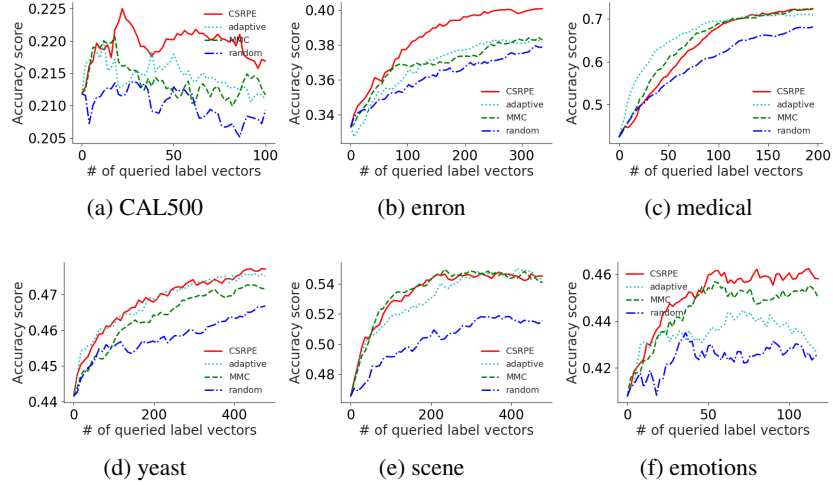 Accuracy score
0.225
0.220
0.215
0.210
0.205
CSRPE
adaptive
MMC
random
0 50 100
# of queried label vectors
(a) CAL500
Accuracy score
0.40
0.38
0.36
0.34
CSRPE
adaptive
MMC
random
0 100 200 300
# of queried label vectors
(b) enron
Accuracy score
0.7
0.6
0.5
CSRPE
adaptive
MMC
random
0 50 100 150 200
# of queried label vectors
(c) medical
Accuracy score
0.47
0.46
0.45
0.44
CSRPE
adaptive
MMC
random
0 200 400
# of queried label vectors
(d) yeast
Accuracy score
0.54
0.52
0.50
0.48
CSRPE
adaptive
MMC
random
0 200 400
# of queried label vectors
(e) scene
Accuracy score
0.46
0.44
0.42
CSRPE
adaptive
MMC
random
0 50 100
# of queried label vectors
(f) emotions